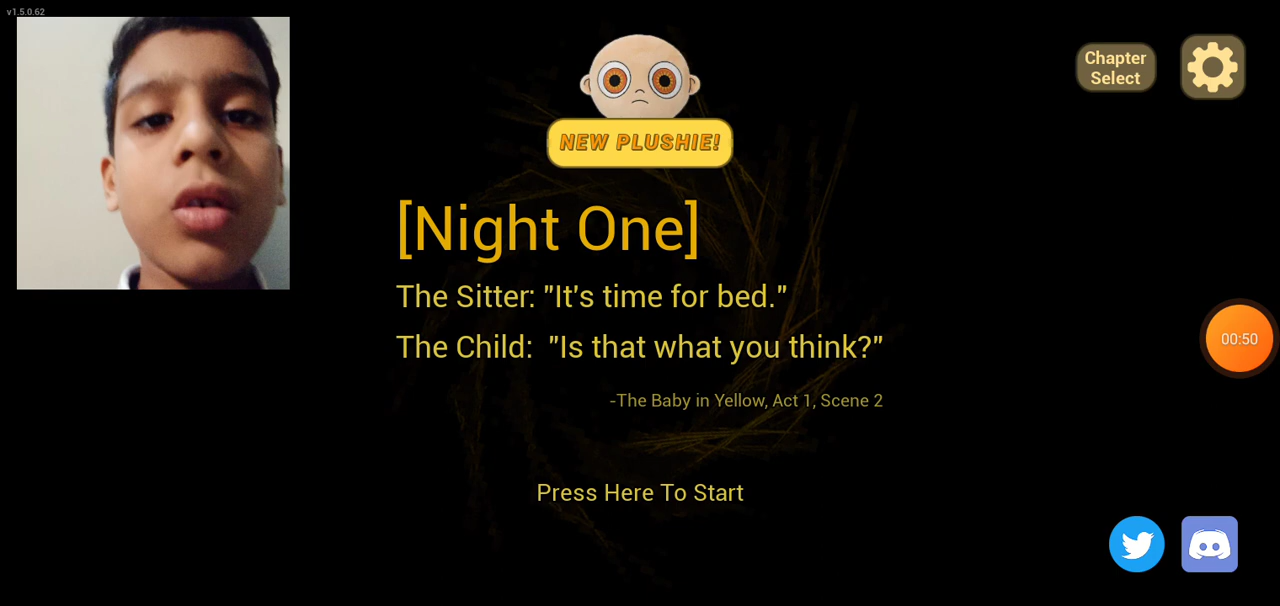 v1.5.0.62
Chapter
Select
NEW PLUSHIE!
[Night One]
The Sitter: "It's time for bed."
The Child:  "Is that what you think?"
-The Baby in Yellow, Act 1, Scene 2
00:50
Press Here To Start